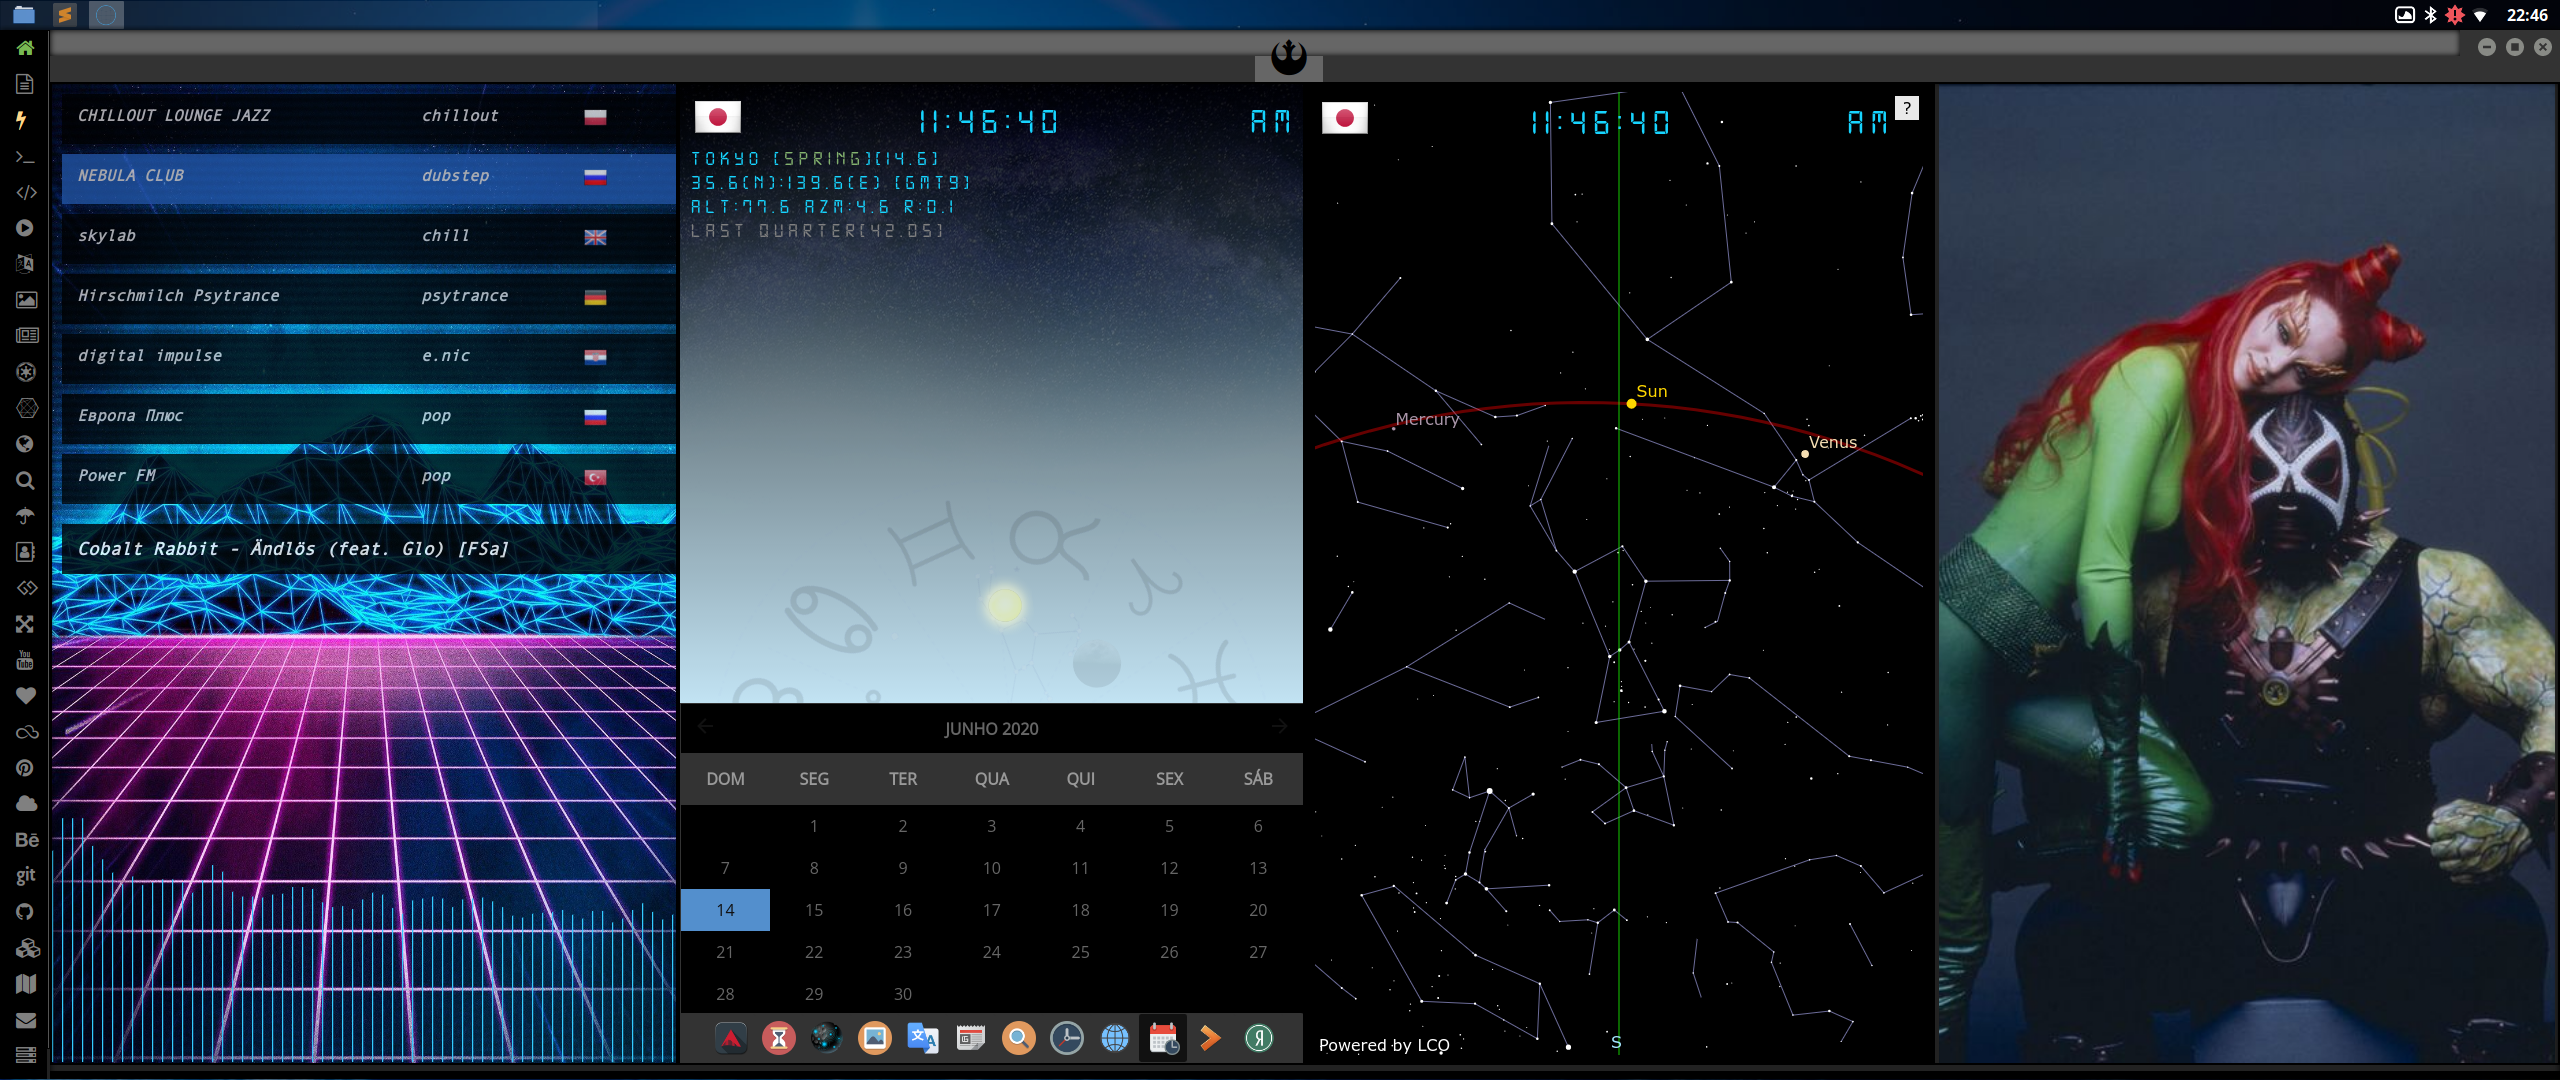 22:46
CHILLOUT LOUNGE JAZZ chillout
NEBULA CLUB dubstep
skylab chill
Hirschmilch Psytrance psytrance
digital impulse e.nic
Европа Плюс pop
Power FM pop
Cobalt Rabbit - Ändlös (feat. Glo) [FSa]
You
Tube
Bē
git
11:46:40 AM
TOKYO [SPRING][14.6]
35.6(N):139.6(E) [GMT9]
ALT:77.6 AZM:4.6 R:0.1
LAST QUARTER[42.05]
JUNHO 2020
DOM SEG TER QUA QUI SEX SÁB
1 2 3 4 5 6
7 8 9 10 11 12 13
14 15 16 17 18 19 20
21 22 23 24 25 26 27
28 29 30
Я
11:46:40 AM ?
Sun
Mercury
Venus
S
Powered by LCO